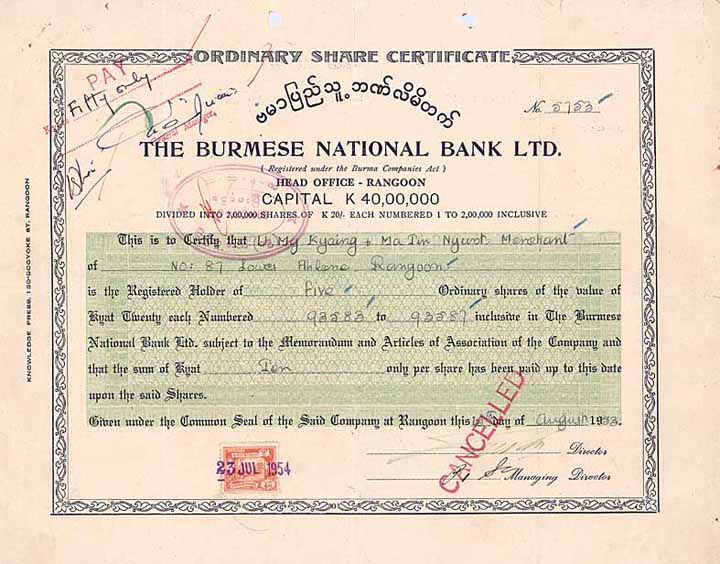 ORDINARY SHARE CERTIFICATE
PAY
Fifty only
ဗမာပြည်သူ့ဘဏ်လိမိတက်
No 5753
THE BURMESE NATIONAL BANK LTD.
( Registered under the Burma Companies Act )
HEAD OFFICE - RANGOON
CAPITAL K 40,00,000
DIVIDED INTO 2,00,000 SHARES OF K 20/- EACH NUMBERED 1 TO 2,00,000 INCLUSIVE
This is to Certify that U My Kyaing & Ma Tin Nyunt Merchant
of NO: 87 Lower Rangoon
is the Registered Holder of Five Ordinary shares of the value of
Kyat Twenty each Numbered 93583 to 93587 inclusive in The Burmese
National Bank Ltd. subject to the Memorandum and Articles of Association of the Company and
that the sum of Kyat Ten only per share has been paid up to this date
upon the said Shares.
Given under the Common Seal of the Said Company at Rangoon this day of August 1953.
CANCELLED
Director
23 JUL 1954
Managing Director
KNOWLEDGE PRESS, 130-BOGYOKE ST. RANGOON